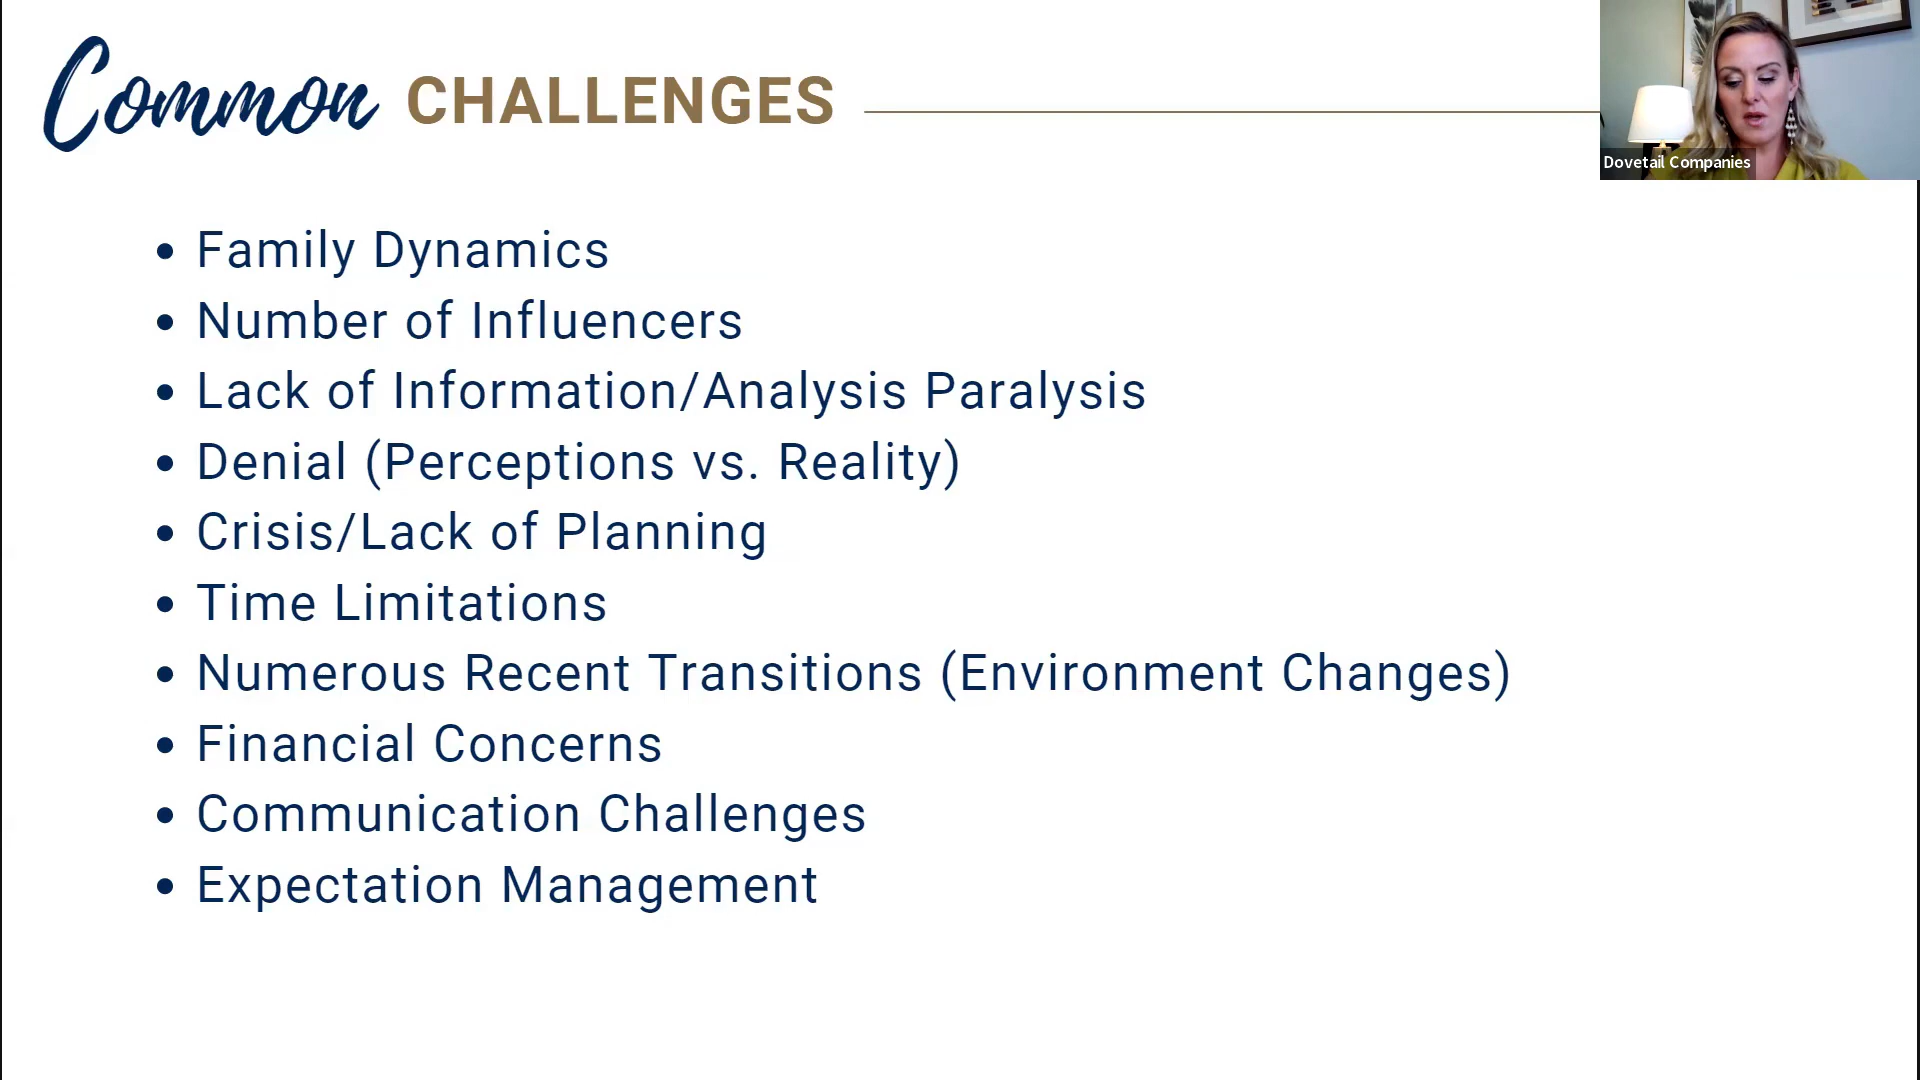 Common CHALLENGES
Dovetail Companies
• Family Dynamics
• Number of Influencers
• Lack of Information/Analysis Paralysis
• Denial (Perceptions vs. Reality)
• Crisis/Lack of Planning
• Time Limitations
• Numerous Recent Transitions (Environment Changes)
• Financial Concerns
• Communication Challenges
• Expectation Management